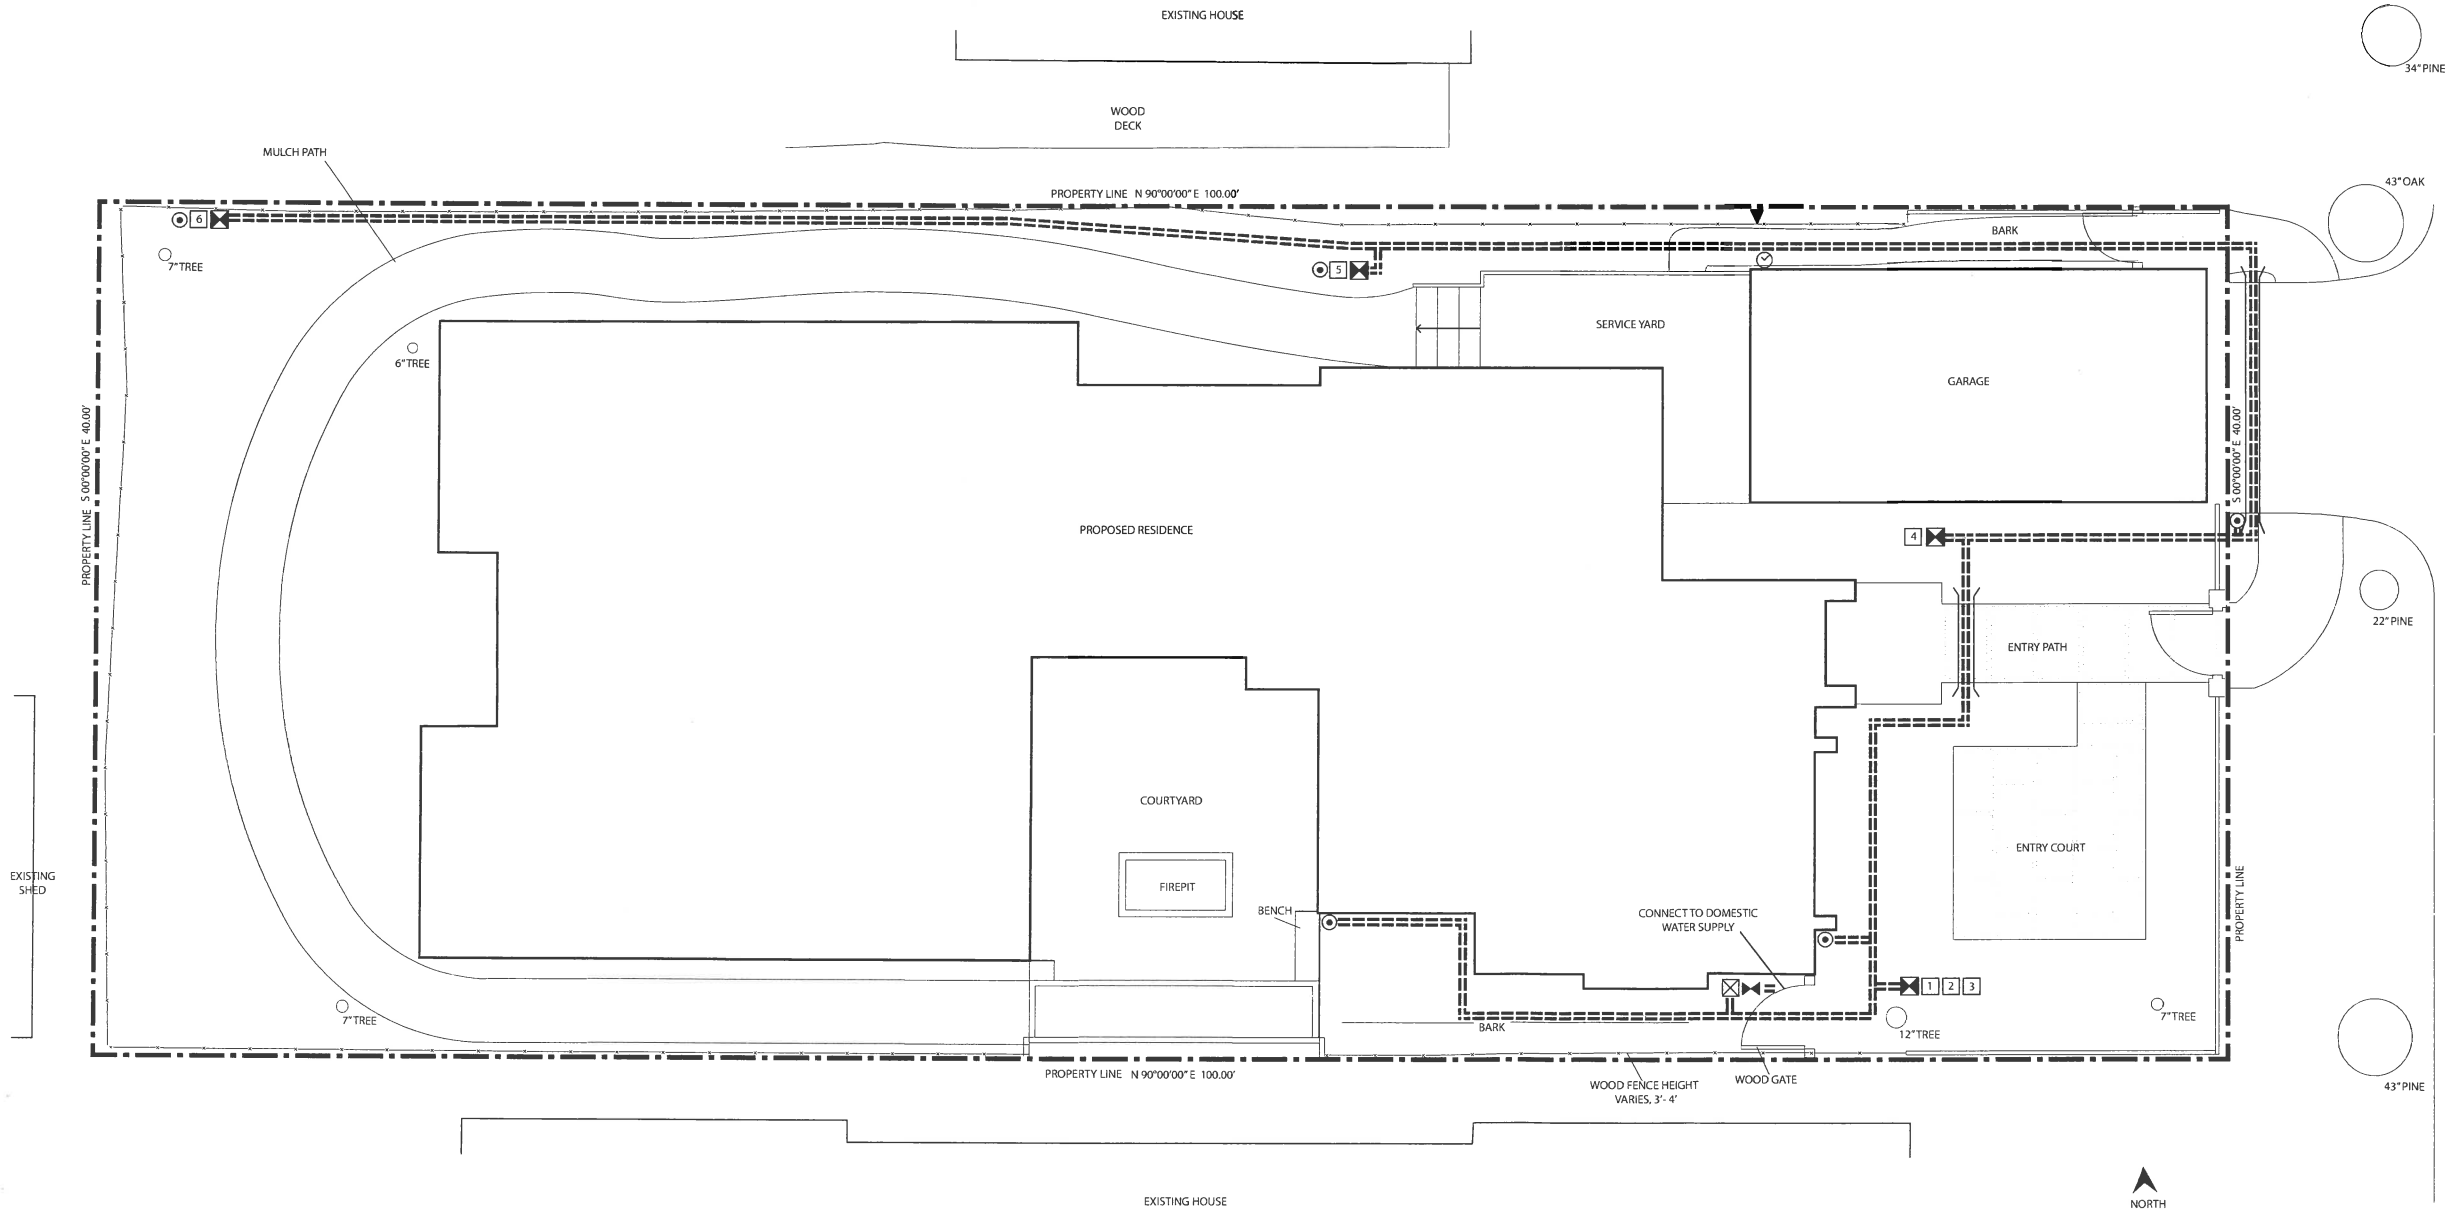 EXISTING HOUSE
34" PINE
WOOD
DECK
MULCH PATH
43" OAK
PROPERTY LINE N 90°00'00" E 100.00'
6
BARK
7" TREE
5
SERVICE YARD
6" TREE
GARAGE
PROPERTY LINE S 00°00'00" E 40.00'
S 00°00'00" E 40.00'
PROPOSED RESIDENCE
4
22" PINE
ENTRY PATH
COURTYARD
ENTRY COURT
EXISTING
SHED
FIREPIT
BENCH
CONNECT TO DOMESTIC
WATER SUPPLY
PROPERTY LINE
1 2 3
7" TREE
7" TREE
BARK
12" TREE
PROPERTY LINE N 90°00'00" E 100.00'
WOOD FENCE HEIGHT
VARIES, 3'- 4'
WOOD GATE
43" PINE
EXISTING HOUSE
NORTH